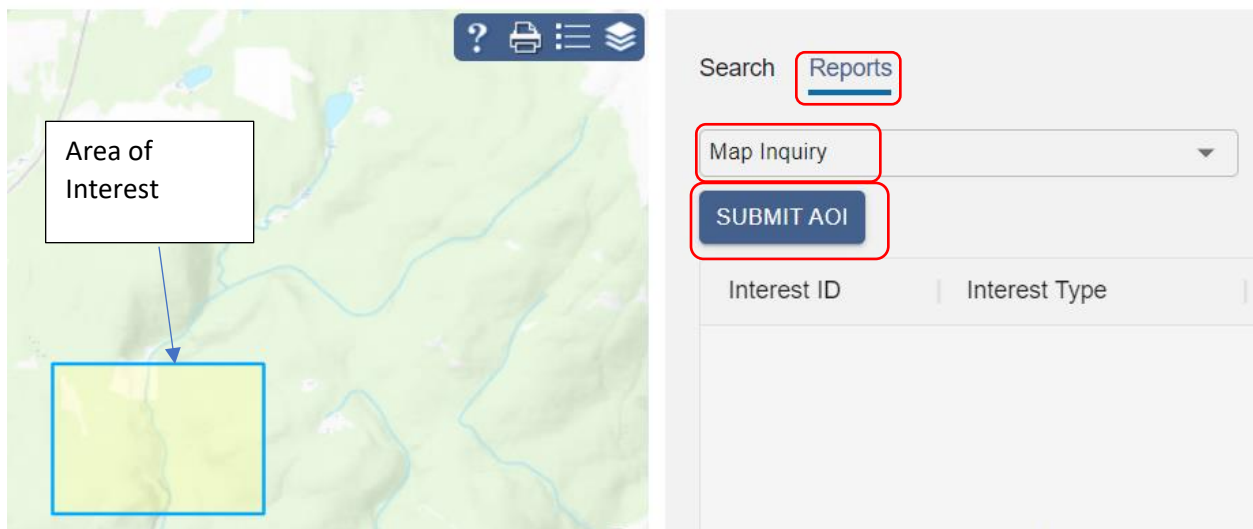 ?
Area of
Interest
Search Reports
Map Inquiry
SUBMIT AOI
Interest ID Interest Type